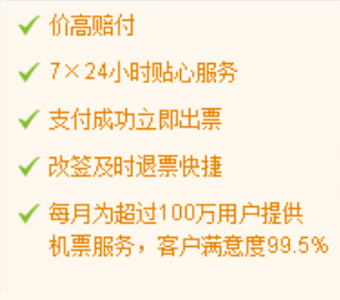 价高赔付
7×24小时贴心服务
支付成功立即出票
改签及时退票快捷
每月为超过100万用户提供
机票服务，客户满意度99.5%